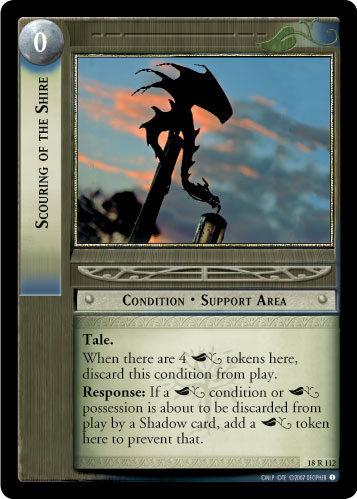 0
SCOURING OF THE SHIRE
CONDITION • SUPPORT AREA
Tale.
When there are 4 tokens here,
discard this condition from play.
Response: If a condition or
possession is about to be discarded from
play by a Shadow card, add a token
here to prevent that.
18 R 112